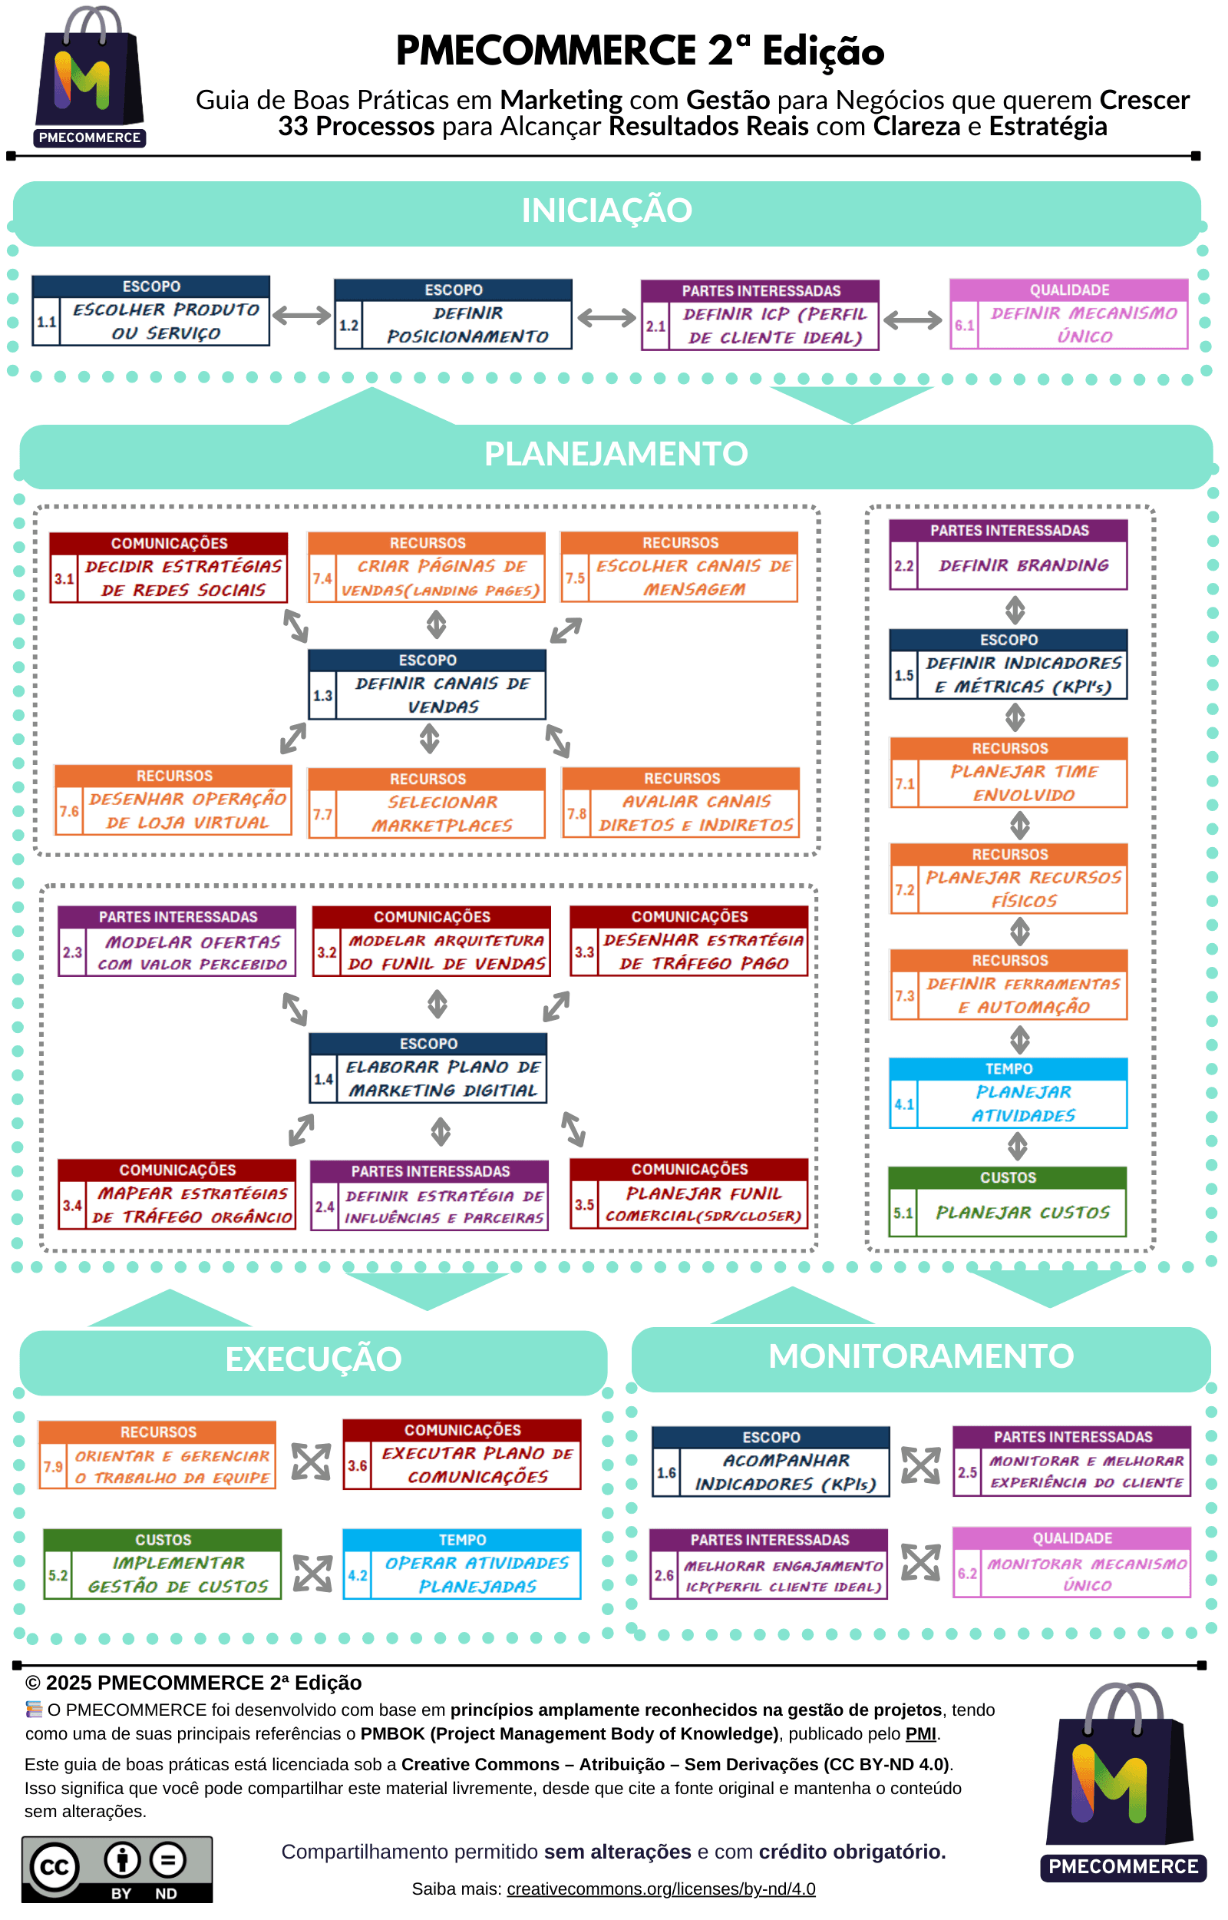 PMECOMMERCE 2ª Edição
Guia de Boas Práticas em Marketing com Gestão para Negócios que querem Crescer
33 Processos para Alcançar Resultados Reais com Clareza e Estratégia
PMECOMMERCE
INICIAÇÃO
ESCOPO
1.1
ESCOLHER PRODUTO
OU SERVIÇO
ESCOPO
1.2
DEFINIR
POSICIONAMENTO
PARTES INTERESSADAS
2.1
DEFINIR ICP (PERFIL
DE CLIENTE IDEAL)
QUALIDADE
6.1
DEFINIR MECANISMO
ÚNICO
PLANEJAMENTO
COMUNICAÇÕES
3.1
DECIDIR ESTRATÉGIAS
DE REDES SOCIAIS
RECURSOS
7.4
CRIAR PÁGINAS DE
VENDAS(LANDING PAGES)
RECURSOS
7.5
ESCOLHER CANAIS DE
MENSAGEM
ESCOPO
1.3
DEFINIR CANAIS DE
VENDAS
RECURSOS
7.6
DESENHAR OPERAÇÃO
DE LOJA VIRTUAL
RECURSOS
7.7
SELECIONAR
MARKETPLACES
RECURSOS
7.8
AVALIAR CANAIS
DIRETOS E INDIRETOS
PARTES INTERESSADAS
2.3
MODELAR OFERTAS
COM VALOR PERCEBIDO
COMUNICAÇÕES
3.2
MODELAR ARQUITETURA
DO FUNIL DE VENDAS
COMUNICAÇÕES
3.3
DESENHAR ESTRATÉGIA
DE TRÁFEGO PAGO
ESCOPO
1.4
ELABORAR PLANO DE
MARKETING DIGITIAL
COMUNICAÇÕES
3.4
MAPEAR ESTRATÉGIAS
DE TRÁFEGO ORGÂNCIO
PARTES INTERESSADAS
2.4
DEFINIR ESTRATÉGIA DE
INFLUÊNCIAS E PARCEIRAS
COMUNICAÇÕES
3.5
PLANEJAR FUNIL
COMERCIAL(SDR/CLOSER)
PARTES INTERESSADAS
2.2
DEFINIR BRANDING
ESCOPO
1.5
DEFINIR INDICADORES
E MÉTRICAS (KPI's)
RECURSOS
7.1
PLANEJAR TIME
ENVOLVIDO
RECURSOS
7.2
PLANEJAR RECURSOS
FÍSICOS
RECURSOS
7.3
DEFINIR FERRAMENTAS
E AUTOMAÇÃO
TEMPO
4.1
PLANEJAR
ATIVIDADES
CUSTOS
5.1
PLANEJAR CUSTOS
EXECUÇÃO
RECURSOS
7.9
ORIENTAR E GERENCIAR
O TRABALHO DA EQUIPE
COMUNICAÇÕES
3.6
EXECUTAR PLANO DE
COMUNICAÇÕES
CUSTOS
5.2
IMPLEMENTAR
GESTÃO DE CUSTOS
TEMPO
4.2
OPERAR ATIVIDADES
PLANEJADAS
MONITORAMENTO
ESCOPO
1.6
ACOMPANHAR
INDICADORES (KPIs)
PARTES INTERESSADAS
2.5
MONITORAR E MELHORAR
EXPERIÊNCIA DO CLIENTE
PARTES INTERESSADAS
2.6
MELHORAR ENGAJAMENTO
ICP(PERFIL CLIENTE IDEAL)
QUALIDADE
6.2
MONITORAR MECANISMO
ÚNICO
© 2025 PMECOMMERCE 2ª Edição
O PMECOMMERCE foi desenvolvido com base em princípios amplamente reconhecidos na gestão de projetos, tendo
como uma de suas principais referências o PMBOK (Project Management Body of Knowledge), publicado pelo PMI.
Este guia de boas práticas está licenciada sob a Creative Commons – Atribuição – Sem Derivações (CC BY-ND 4.0).
Isso significa que você pode compartilhar este material livremente, desde que cite a fonte original e mantenha o conteúdo
sem alterações.
cc
BY ND
Compartilhamento permitido sem alterações e com crédito obrigatório.
Saiba mais: creativecommons.org/licenses/by-nd/4.0
PMECOMMERCE